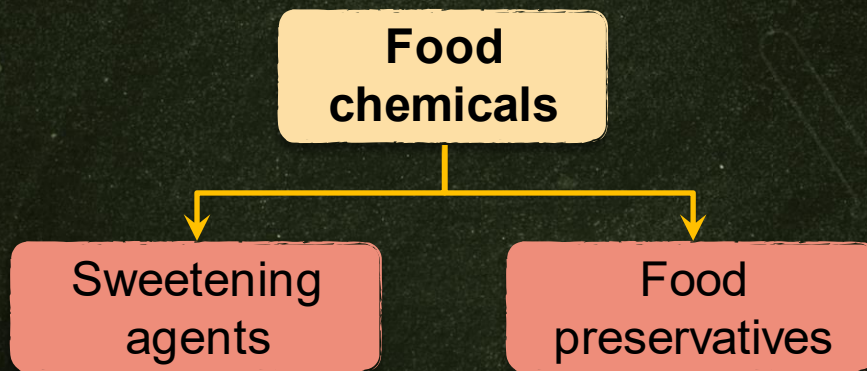 Food
chemicals
Sweetening
agents
Food
preservatives